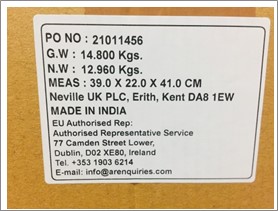 PO NO : 21011456
G.W : 14.800 Kgs.
N.W : 12.960 Kgs.
MEAS : 39.0 X 22.0 X 41.0 CM
Neville UK PLC, Erith, Kent DA8 1EW
MADE IN INDIA
EU Authorised Rep:
Authorised Representative Service
77 Camden Street Lower,
Dublin, D02 XE80, Ireland
Tel. +353 1903 6214
E-mail: info@arenquiries.com